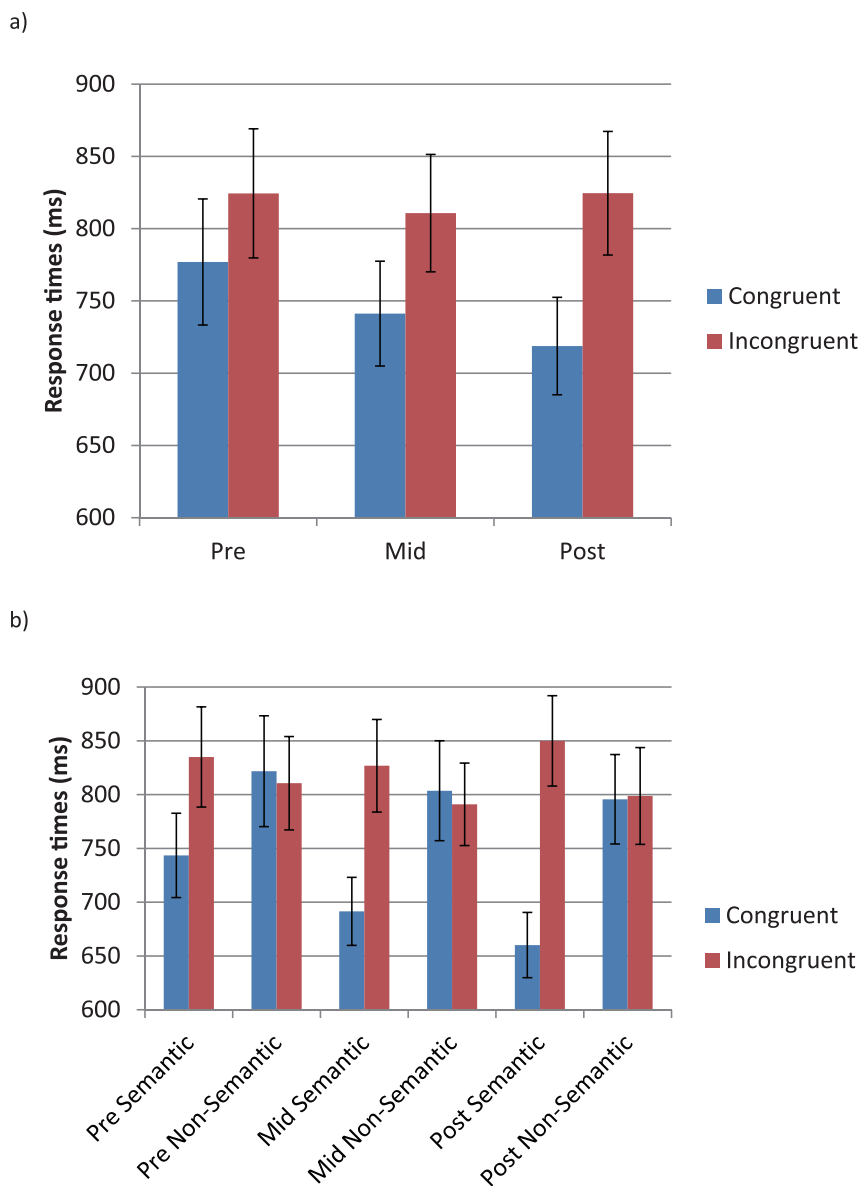 a)
900
850
800
750
700
650
600
Response times (ms)
Pre Mid Post
Congruent
Incongruent
b)
900
850
800
750
700
650
600
Response times (ms)
Pre Semantic
Pre Non-Semantic
Mid Semantic
Mid Non-Semantic
Post Semantic
Post Non-Semantic
Congruent
Incongruent